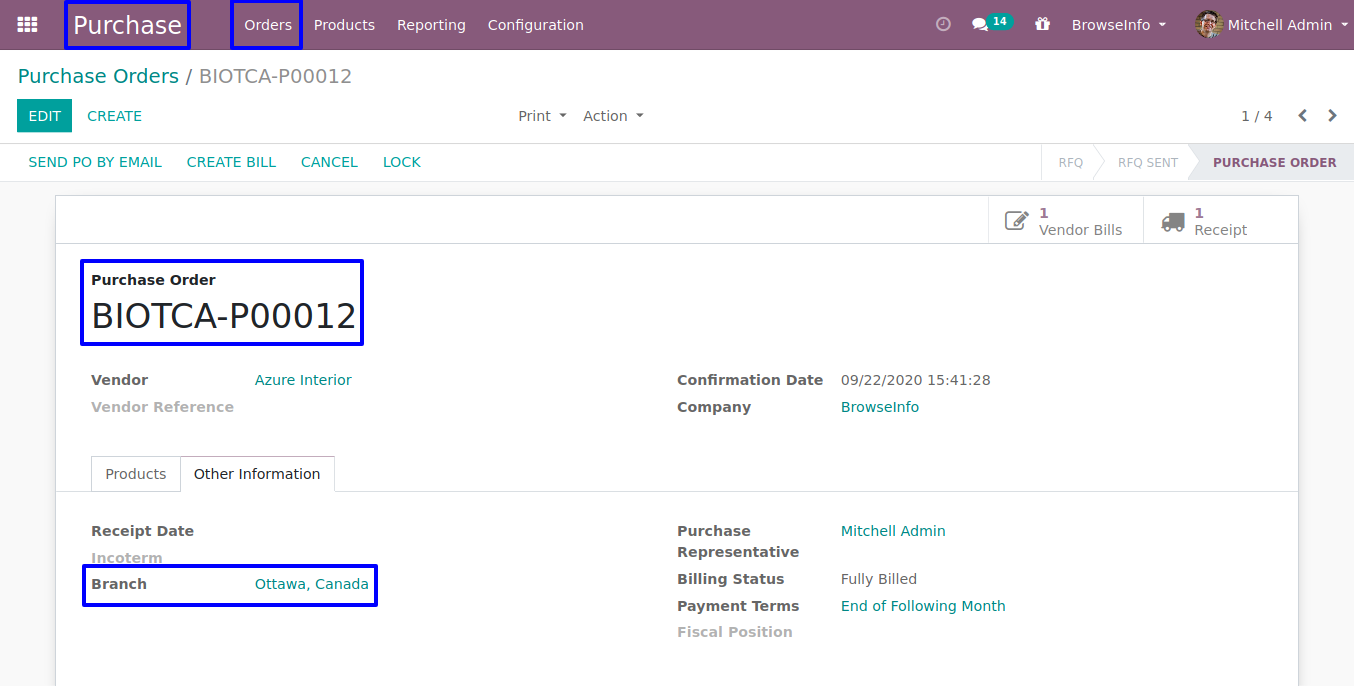 Purchase Orders Products Reporting Configuration 14 BrowseInfo Mitchell Admin
Purchase Orders / BIOTCA-P00012
EDIT CREATE Print Action 1 / 4
SEND PO BY EMAIL CREATE BILL CANCEL LOCK RFQ RFQ SENT PURCHASE ORDER
1 Vendor Bills
1 Receipt
Purchase Order
BIOTCA-P00012
Vendor Azure Interior
Vendor Reference
Confirmation Date 09/22/2020 15:41:28
Company BrowseInfo
Products Other Information
Receipt Date
Incoterm
Branch Ottawa, Canada
Purchase Representative Mitchell Admin
Billing Status Fully Billed
Payment Terms End of Following Month
Fiscal Position